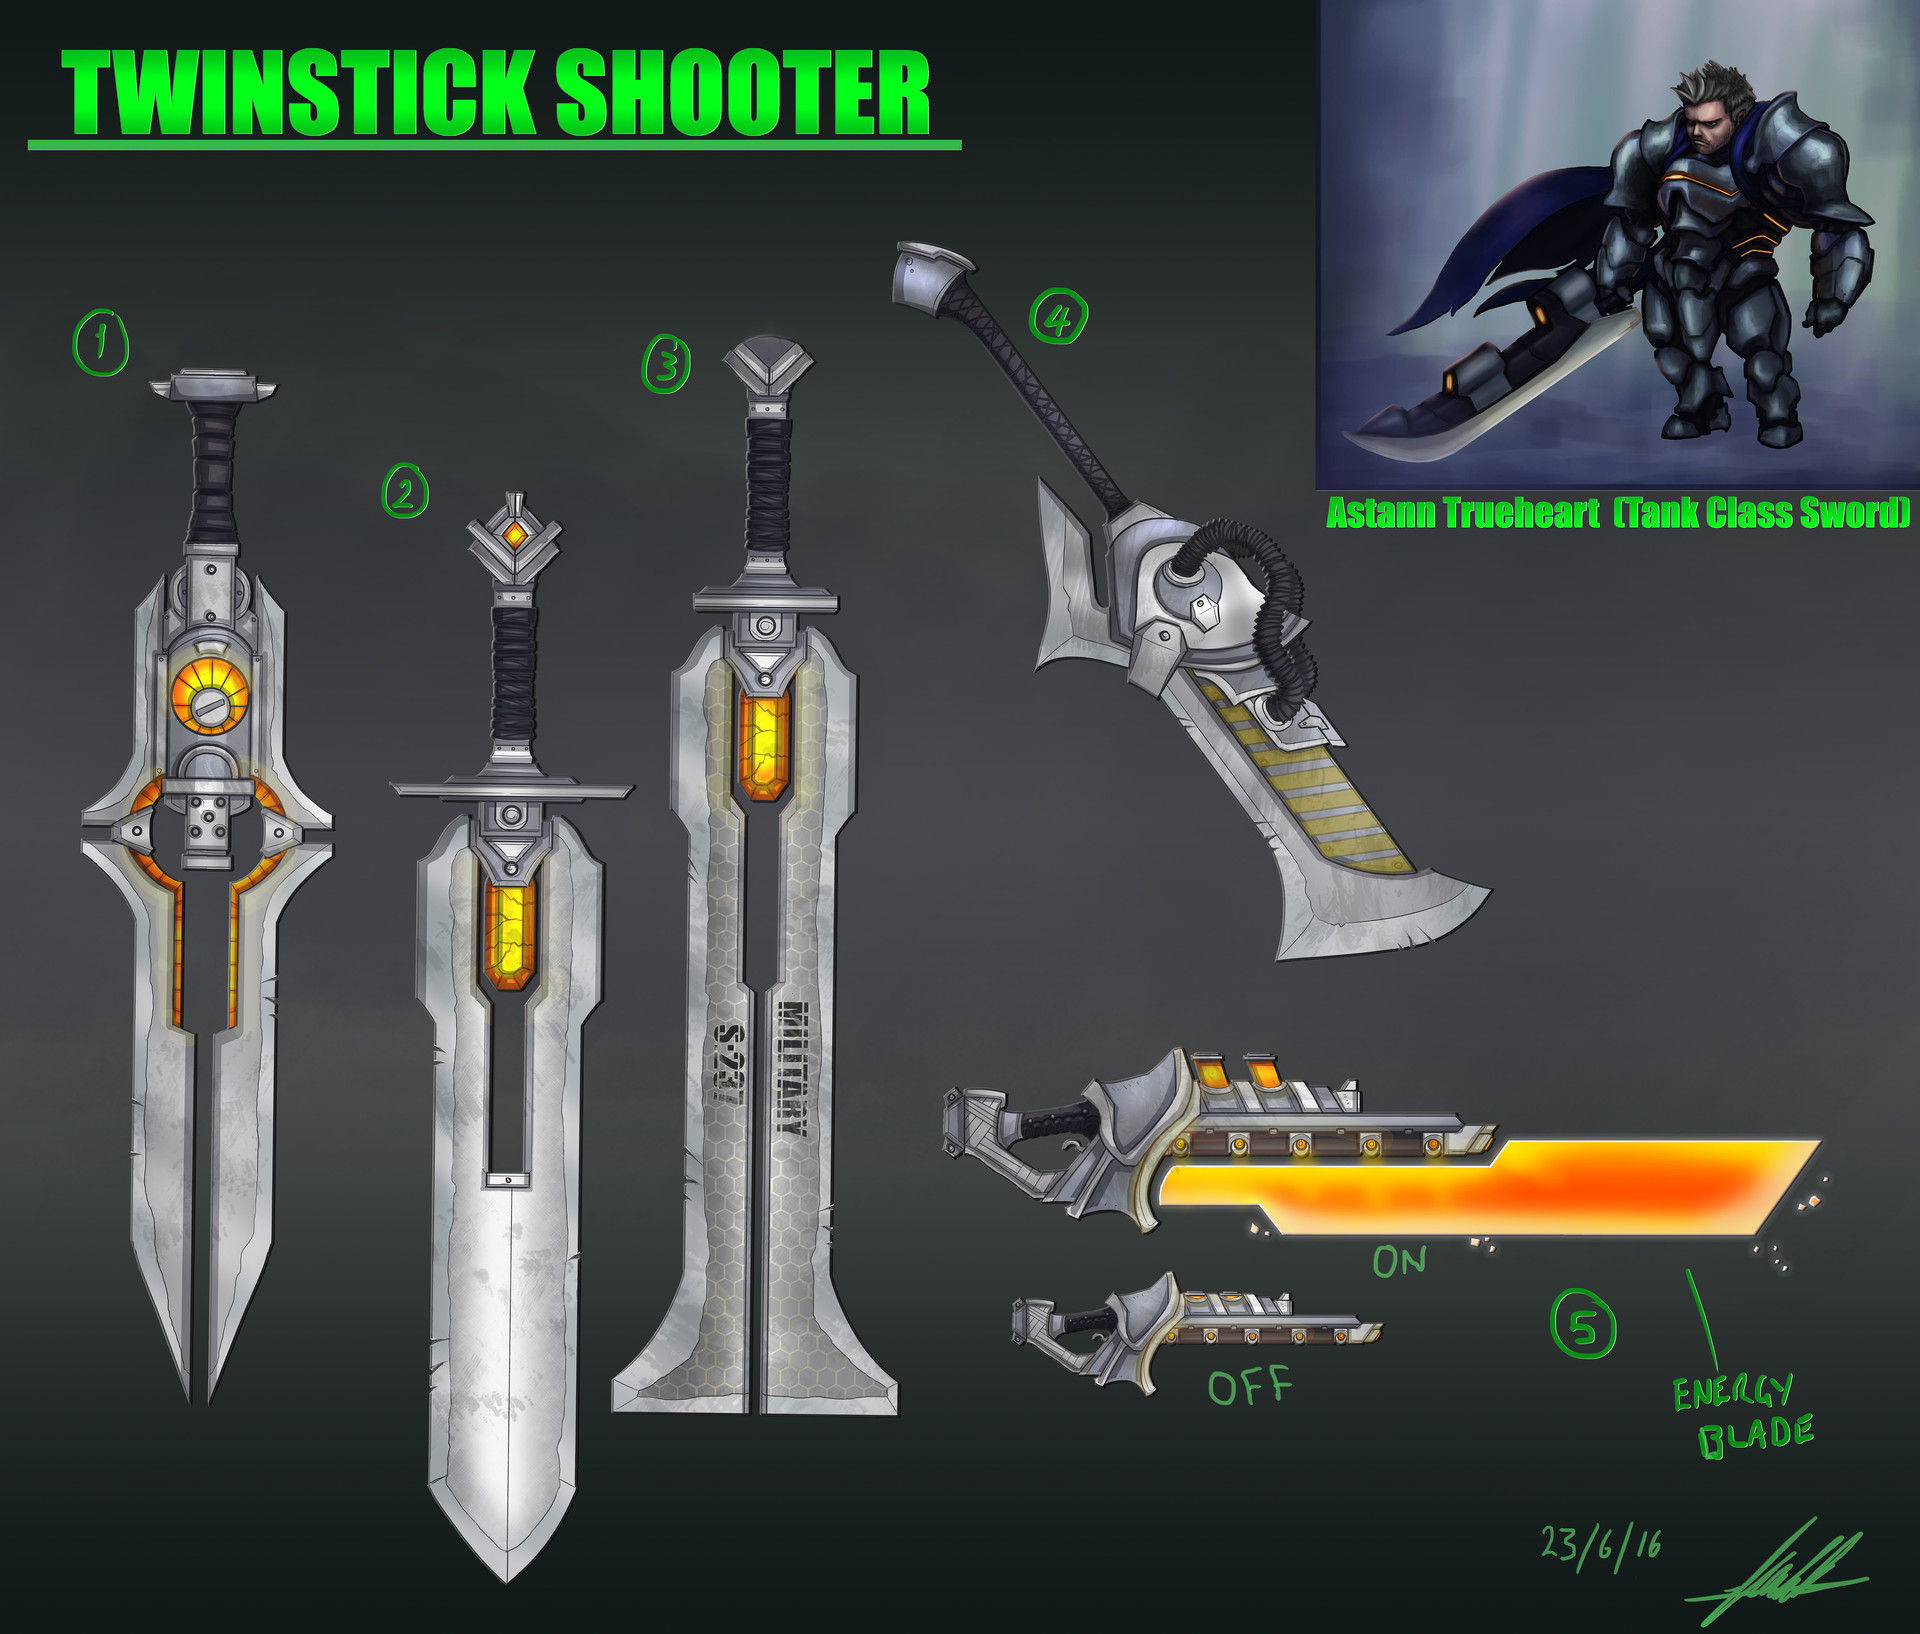 TWINSTICK SHOOTER
Astann Trueheart (Tank Class Sword)
1
2
3
4
MILITARY
S-237
ON
OFF
5
ENERGY
BLADE
23/6/16